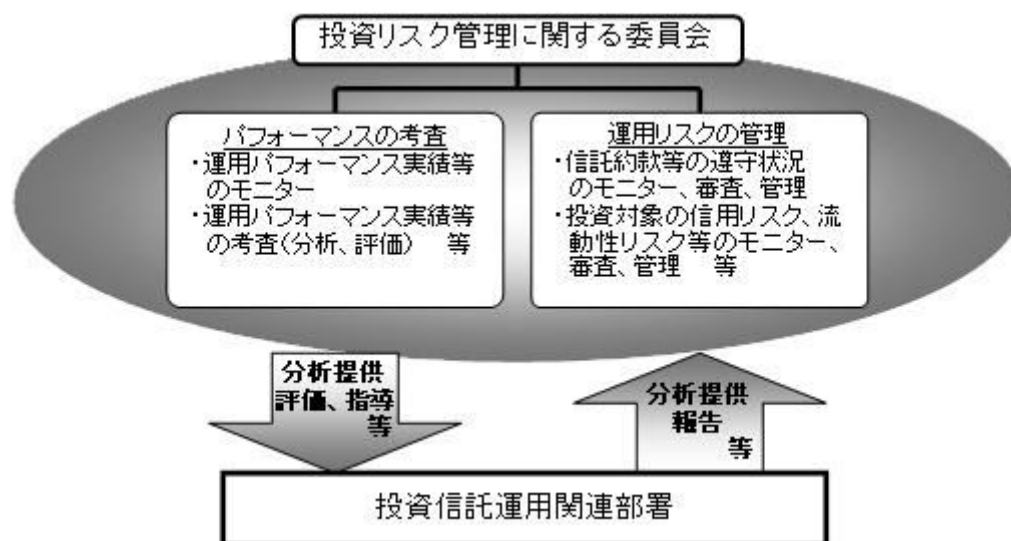 投資リスク管理に関する委員会
パフォーマンスの考査
・運用パフォーマンス実績等
のモニター
・運用パフォーマンス実績等
の考査(分析、評価) 等
運用リスクの管理
・信託約款等の遵守状況
のモニター、審査、管理
・投資対象の信用リスク、流
動性リスク等のモニター、
審査、管理 等
分析提供
評価、指導
等
分析提供
報告
等
投資信託運用関連部署